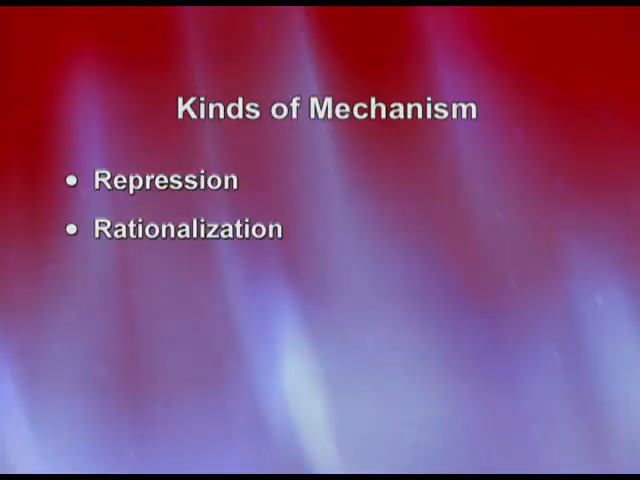 Kinds of Mechanism
• Repression
• Rationalization